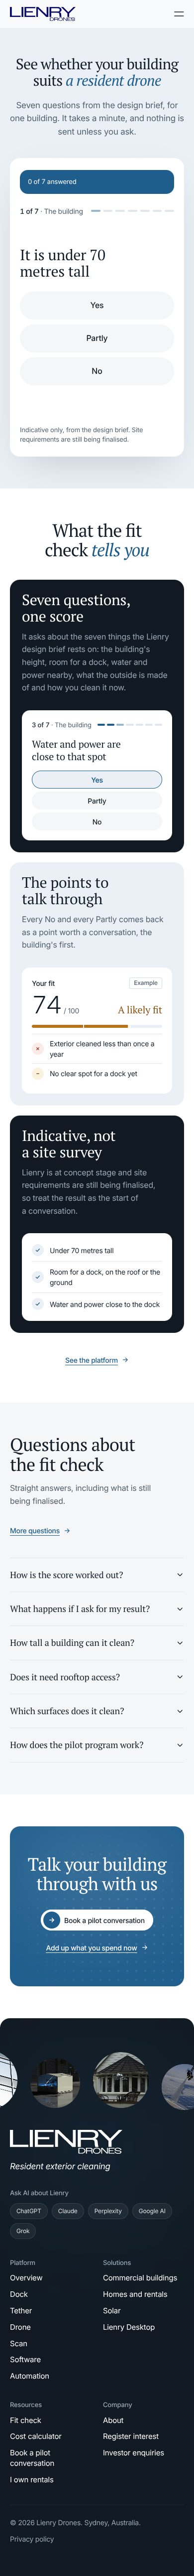 LIENRY
DRONES
See whether your building
suits a resident drone
Seven questions from the design brief, for
one building. It takes a minute, and nothing is
sent unless you ask.
0 of 7 answered
1 of 7 · The building
It is under 70
metres tall
Yes
Partly
No
Indicative only, from the design brief. Site
requirements are still being finalised.
What the fit
check tells you
Seven questions,
one score
It asks about the seven things the Lienry
design brief rests on: the building's
height, room for a dock, water and
power nearby, what the outside is made
of and how you clean it now.
3 of 7 · The building
Water and power are
close to that spot
Yes
Partly
No
The points to
talk through
Every No and every Partly comes back
as a point worth a conversation, the
building's first.
Your fit
Example
74 / 100
A likely fit
Exterior cleaned less than once a
year
No clear spot for a dock yet
Indicative, not
a site survey
Lienry is at concept stage and site
requirements are still being finalised,
so treat the result as the start of
a conversation.
Under 70 metres tall
Room for a dock, on the roof or the
ground
Water and power close to the dock
See the platform
Questions about
the fit check
Straight answers, including what is still
being finalised.
More questions
How is the score worked out?
What happens if I ask for my result?
How tall a building can it clean?
Does it need rooftop access?
Which surfaces does it clean?
How does the pilot program work?
Talk your building
through with us
Book a pilot conversation
Add up what you spend now
LIENRY
DRONES
Resident exterior cleaning
Ask AI about Lienry
ChatGPT
Claude
Perplexity
Google AI
Grok
Platform
Overview
Dock
Tether
Drone
Scan
Software
Automation
Solutions
Commercial buildings
Homes and rentals
Solar
Lienry Desktop
Resources
Fit check
Cost calculator
Book a pilot
conversation
I own rentals
Company
About
Register interest
Investor enquiries
© 2026 Lienry Drones. Sydney, Australia.
Privacy policy